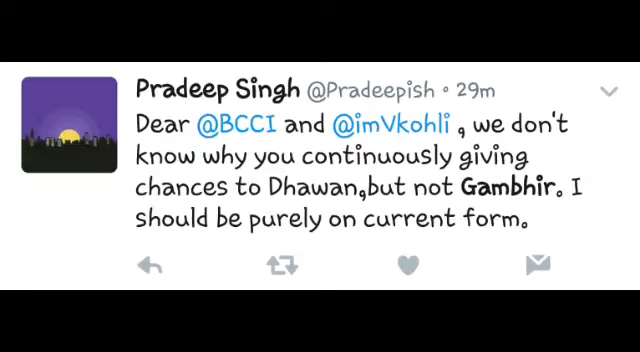 Pradeep Singh @Pradeepish • 29m
Dear @BCCI and @imVkohli , we don't
know why you continuously giving
chances to Dhawan,but not Gambhir. I
should be purely on current form.